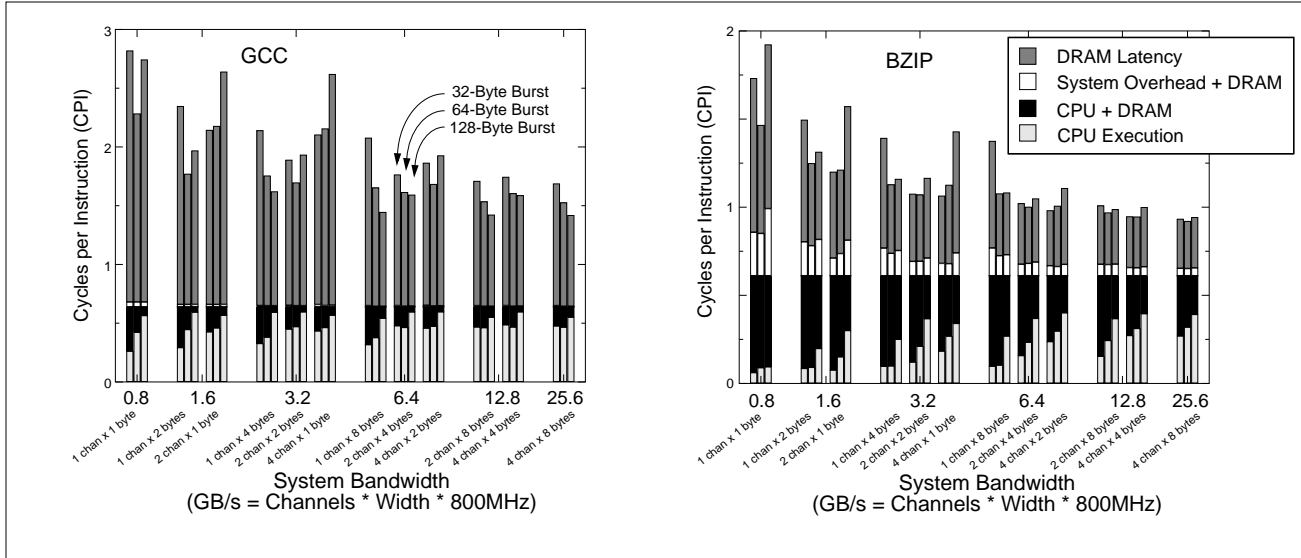 3
2
1
0
Cycles per Instruction (CPI)
GCC
32-Byte Burst
64-Byte Burst
128-Byte Burst
0.8
1.6
3.2
6.4
12.8
25.6
1 chan x 1 byte
1 chan x 2 bytes
2 chan x 1 byte
1 chan x 4 bytes
2 chan x 2 bytes
4 chan x 1 byte
1 chan x 8 bytes
2 chan x 4 bytes
4 chan x 2 bytes
2 chan x 8 bytes
4 chan x 4 bytes
4 chan x 8 bytes
System Bandwidth
(GB/s = Channels * Width * 800MHz)
2
1
0
Cycles per Instruction (CPI)
BZIP
DRAM Latency
System Overhead + DRAM
CPU + DRAM
CPU Execution
0.8
1.6
3.2
6.4
12.8
25.6
1 chan x 1 byte
1 chan x 2 bytes
2 chan x 1 byte
1 chan x 4 bytes
2 chan x 2 bytes
4 chan x 1 byte
1 chan x 8 bytes
2 chan x 4 bytes
4 chan x 2 bytes
2 chan x 8 bytes
4 chan x 4 bytes
4 chan x 8 bytes
System Bandwidth
(GB/s = Channels * Width * 800MHz)